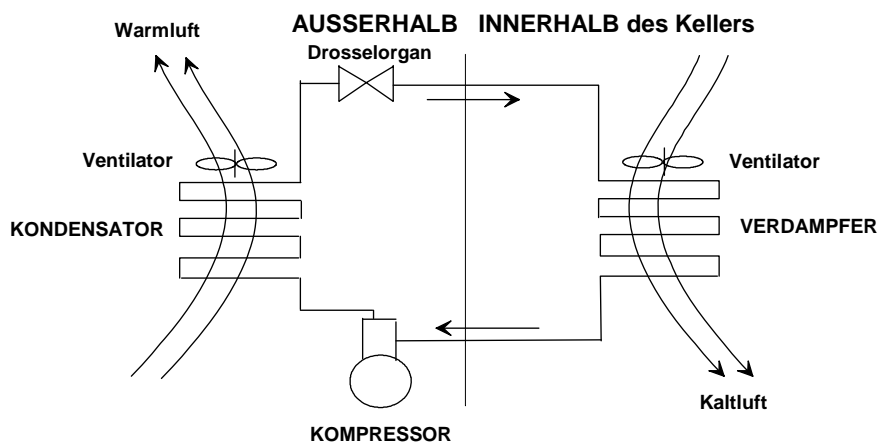 AUSSERHALB INNERHALB des Kellers
Warmluft
Drosselorgan
Ventilator
Ventilator
KONDENSATOR
VERDAMPFER
Kaltluft
KOMPRESSOR